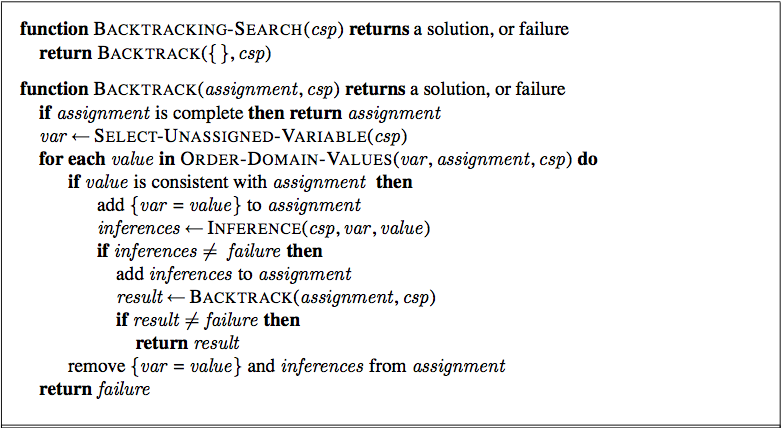 function BACKTRACKING-SEARCH(csp) returns a solution, or failure
return BACKTRACK({ }, csp)
function BACKTRACK(assignment, csp) returns a solution, or failure
if assignment is complete then return assignment
var ← SELECT-UNASSIGNED-VARIABLE(csp)
for each value in ORDER-DOMAIN-VALUES(var, assignment, csp) do
if value is consistent with assignment then
add {var = value} to assignment
inferences ← INFERENCE(csp, var, value)
if inferences ≠ failure then
add inferences to assignment
result ← BACKTRACK(assignment, csp)
if result ≠ failure then
return result
remove {var = value} and inferences from assignment
return failure